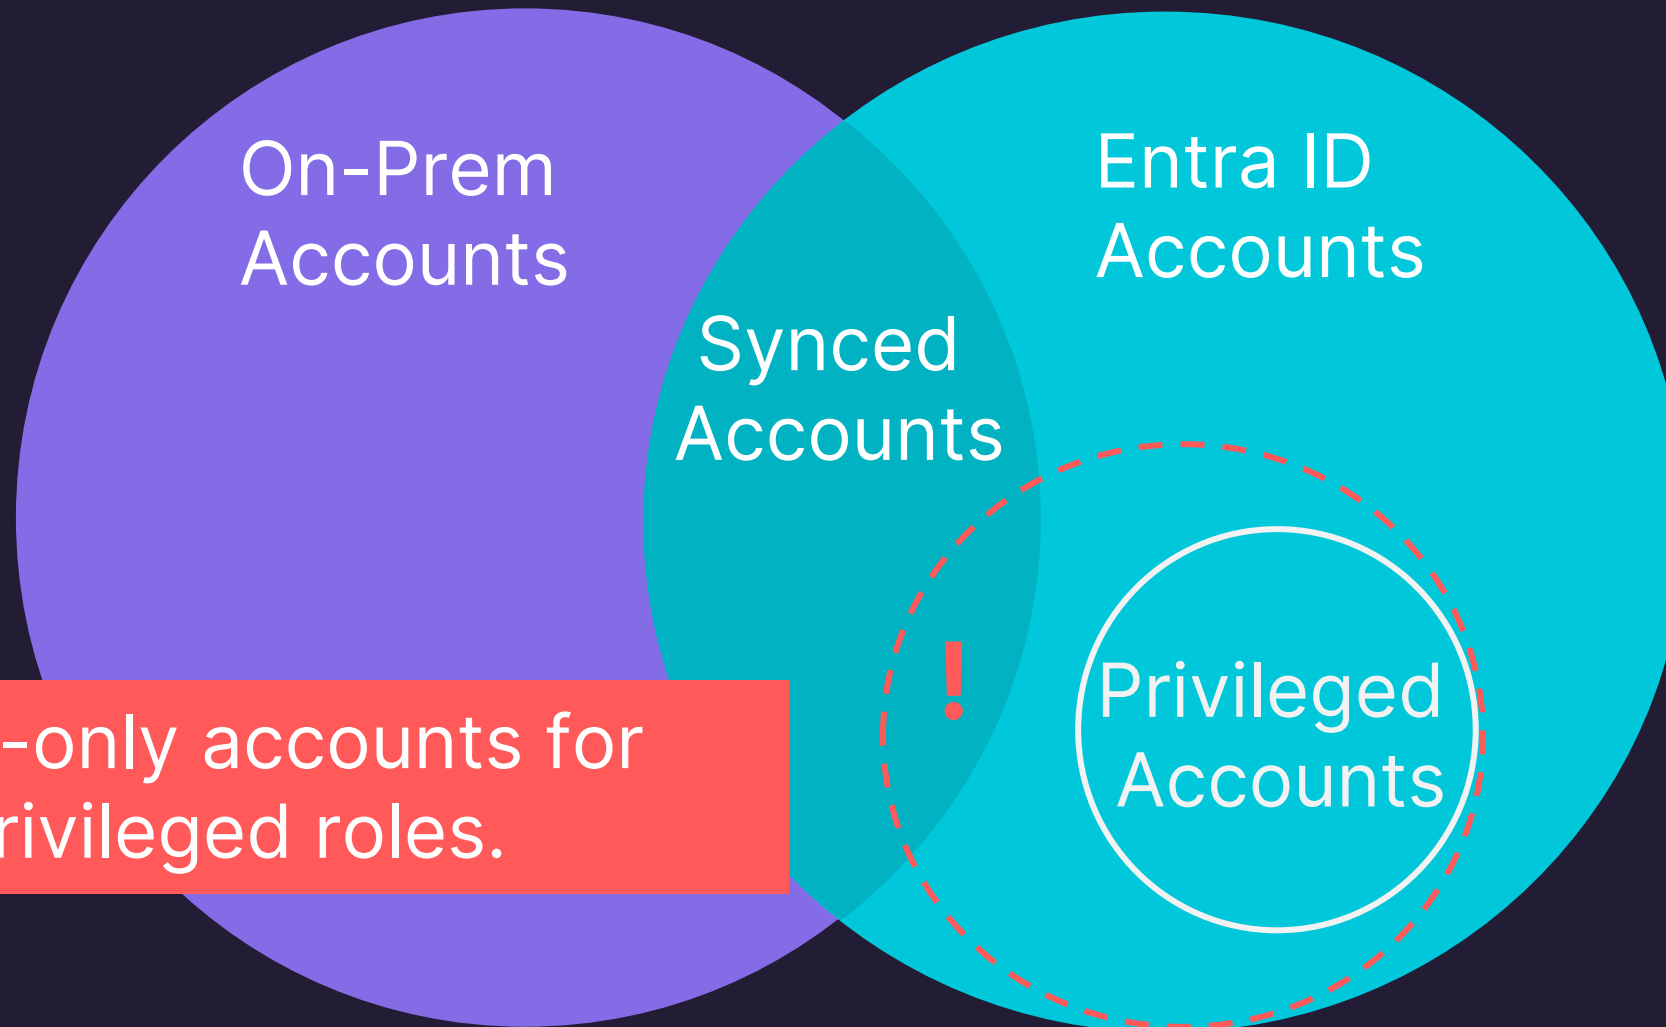 On-Prem
Accounts
Entra ID
Accounts
Synced
Accounts
!
Privileged
Accounts
-only accounts for
rivileged roles.